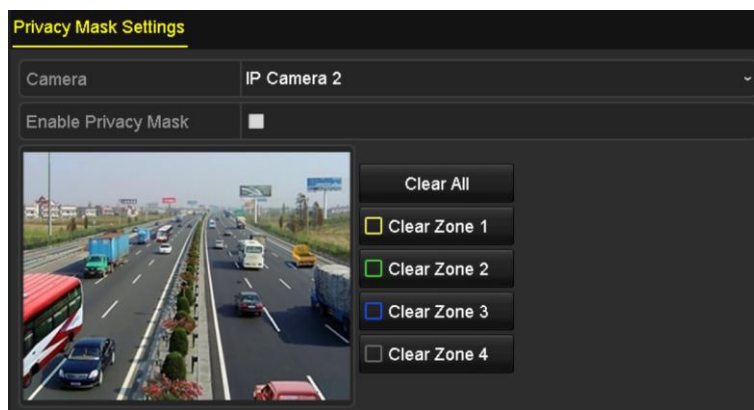 Privacy Mask Settings
Camera IP Camera 2
Enable Privacy Mask
Clear All
Clear Zone 1
Clear Zone 2
Clear Zone 3
Clear Zone 4